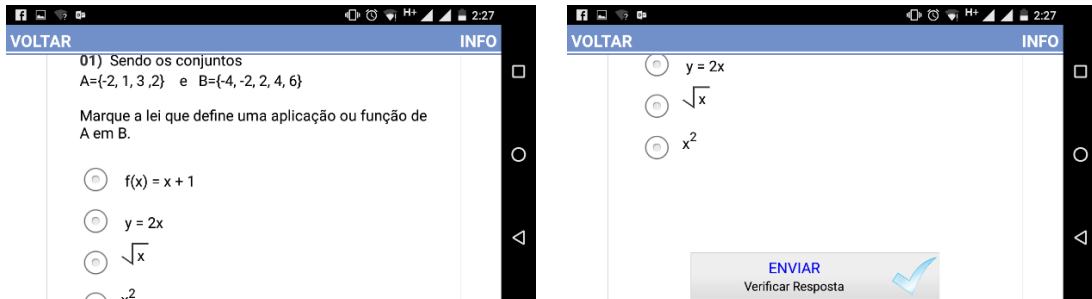 H+ 2:27
VOLTAR INFO
01) Sendo os conjuntos
A={-2, 1, 3 ,2} e B={-4, -2, 2, 4, 6}
Marque a lei que define uma aplicação ou função de
A em B.
f(x) = x + 1
y = 2x
√x
x²
H+ 2:27
VOLTAR INFO
y = 2x
√x
x²
ENVIAR
Verificar Resposta